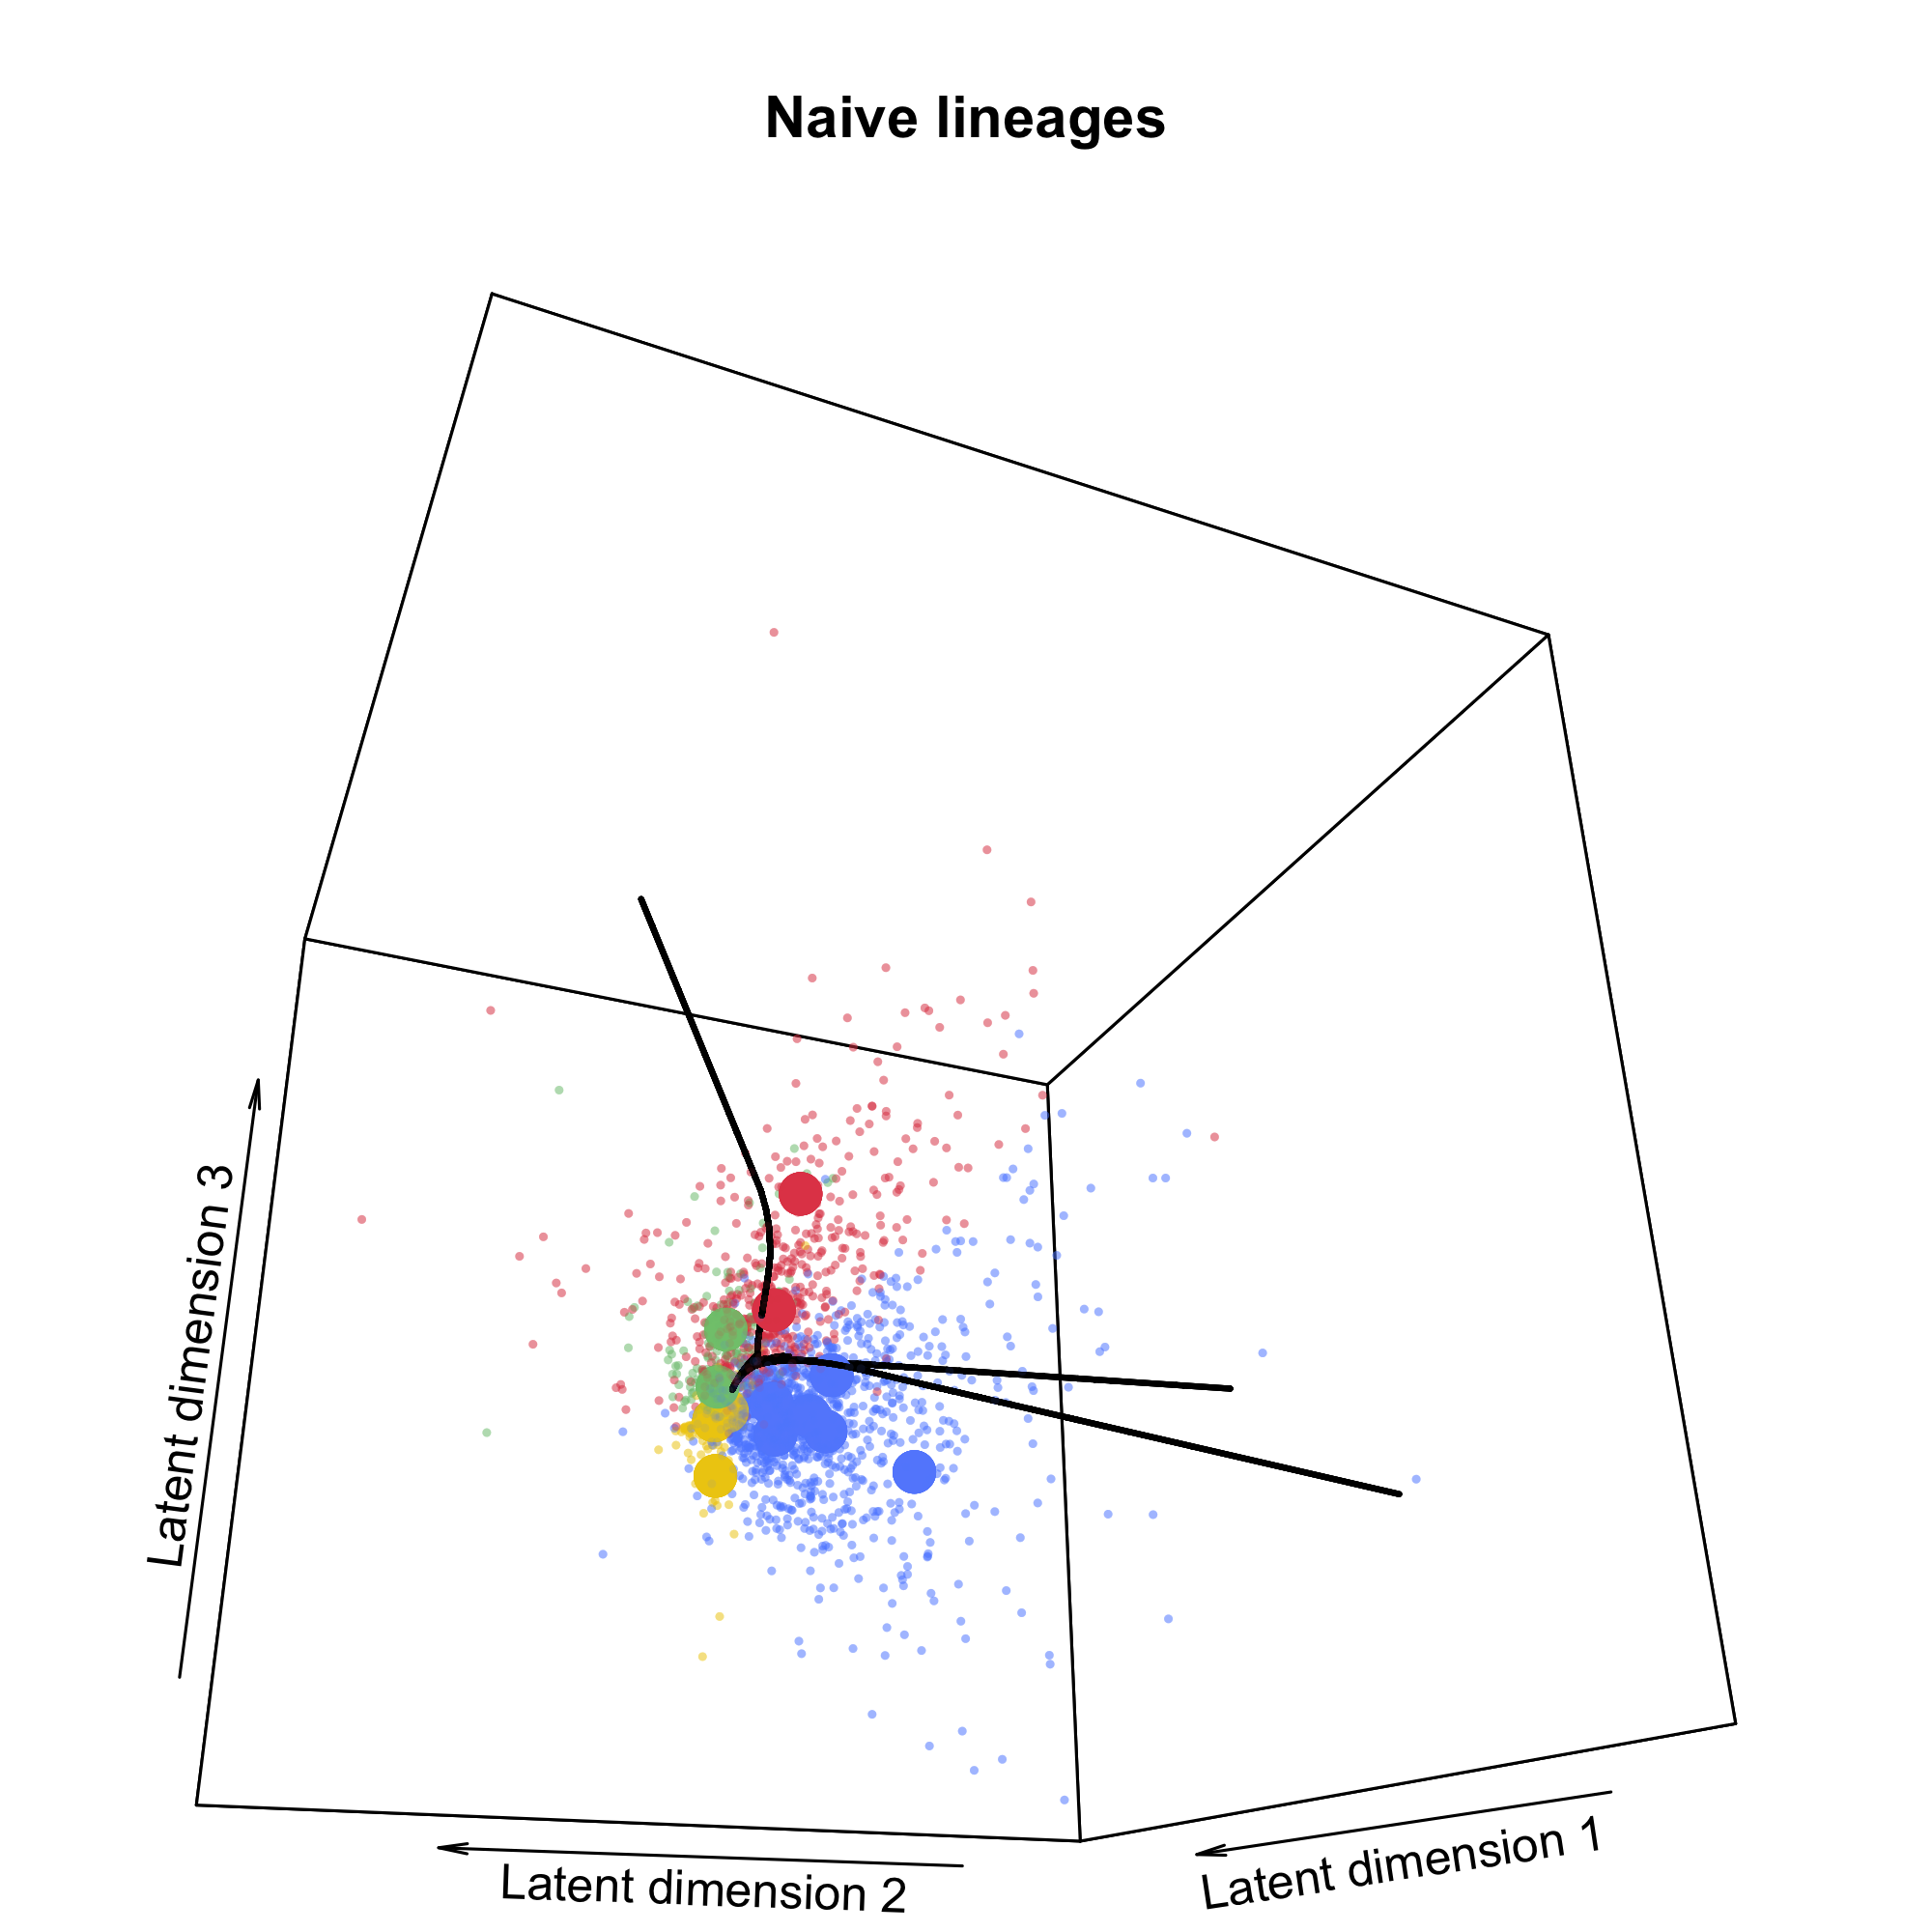 Naive lineages
Latent dimension 3
Latent dimension 2
Latent dimension 1